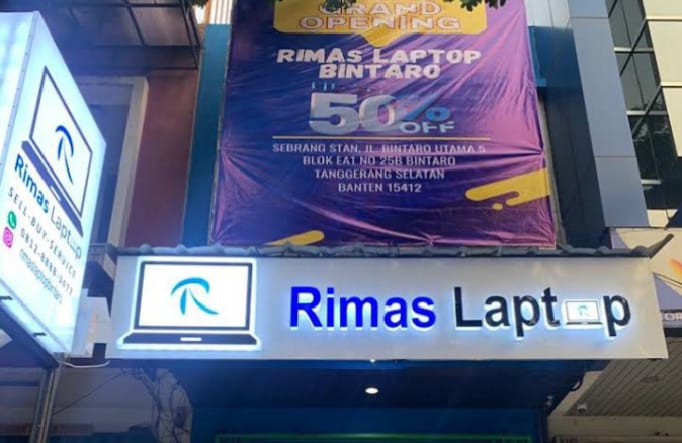 GRAND
OPENING
RIMAS LAPTOP
BINTARO
50%
OFF
SEBRANG STAN. JL. BINTARO UTAMA 5
BLOK EA1 NO 25B BINTARO
TANGGERANG SELATAN
BANTEN 15412
Rimas Laptop
SELL-BUY-SERVICE
Rimas Laptop